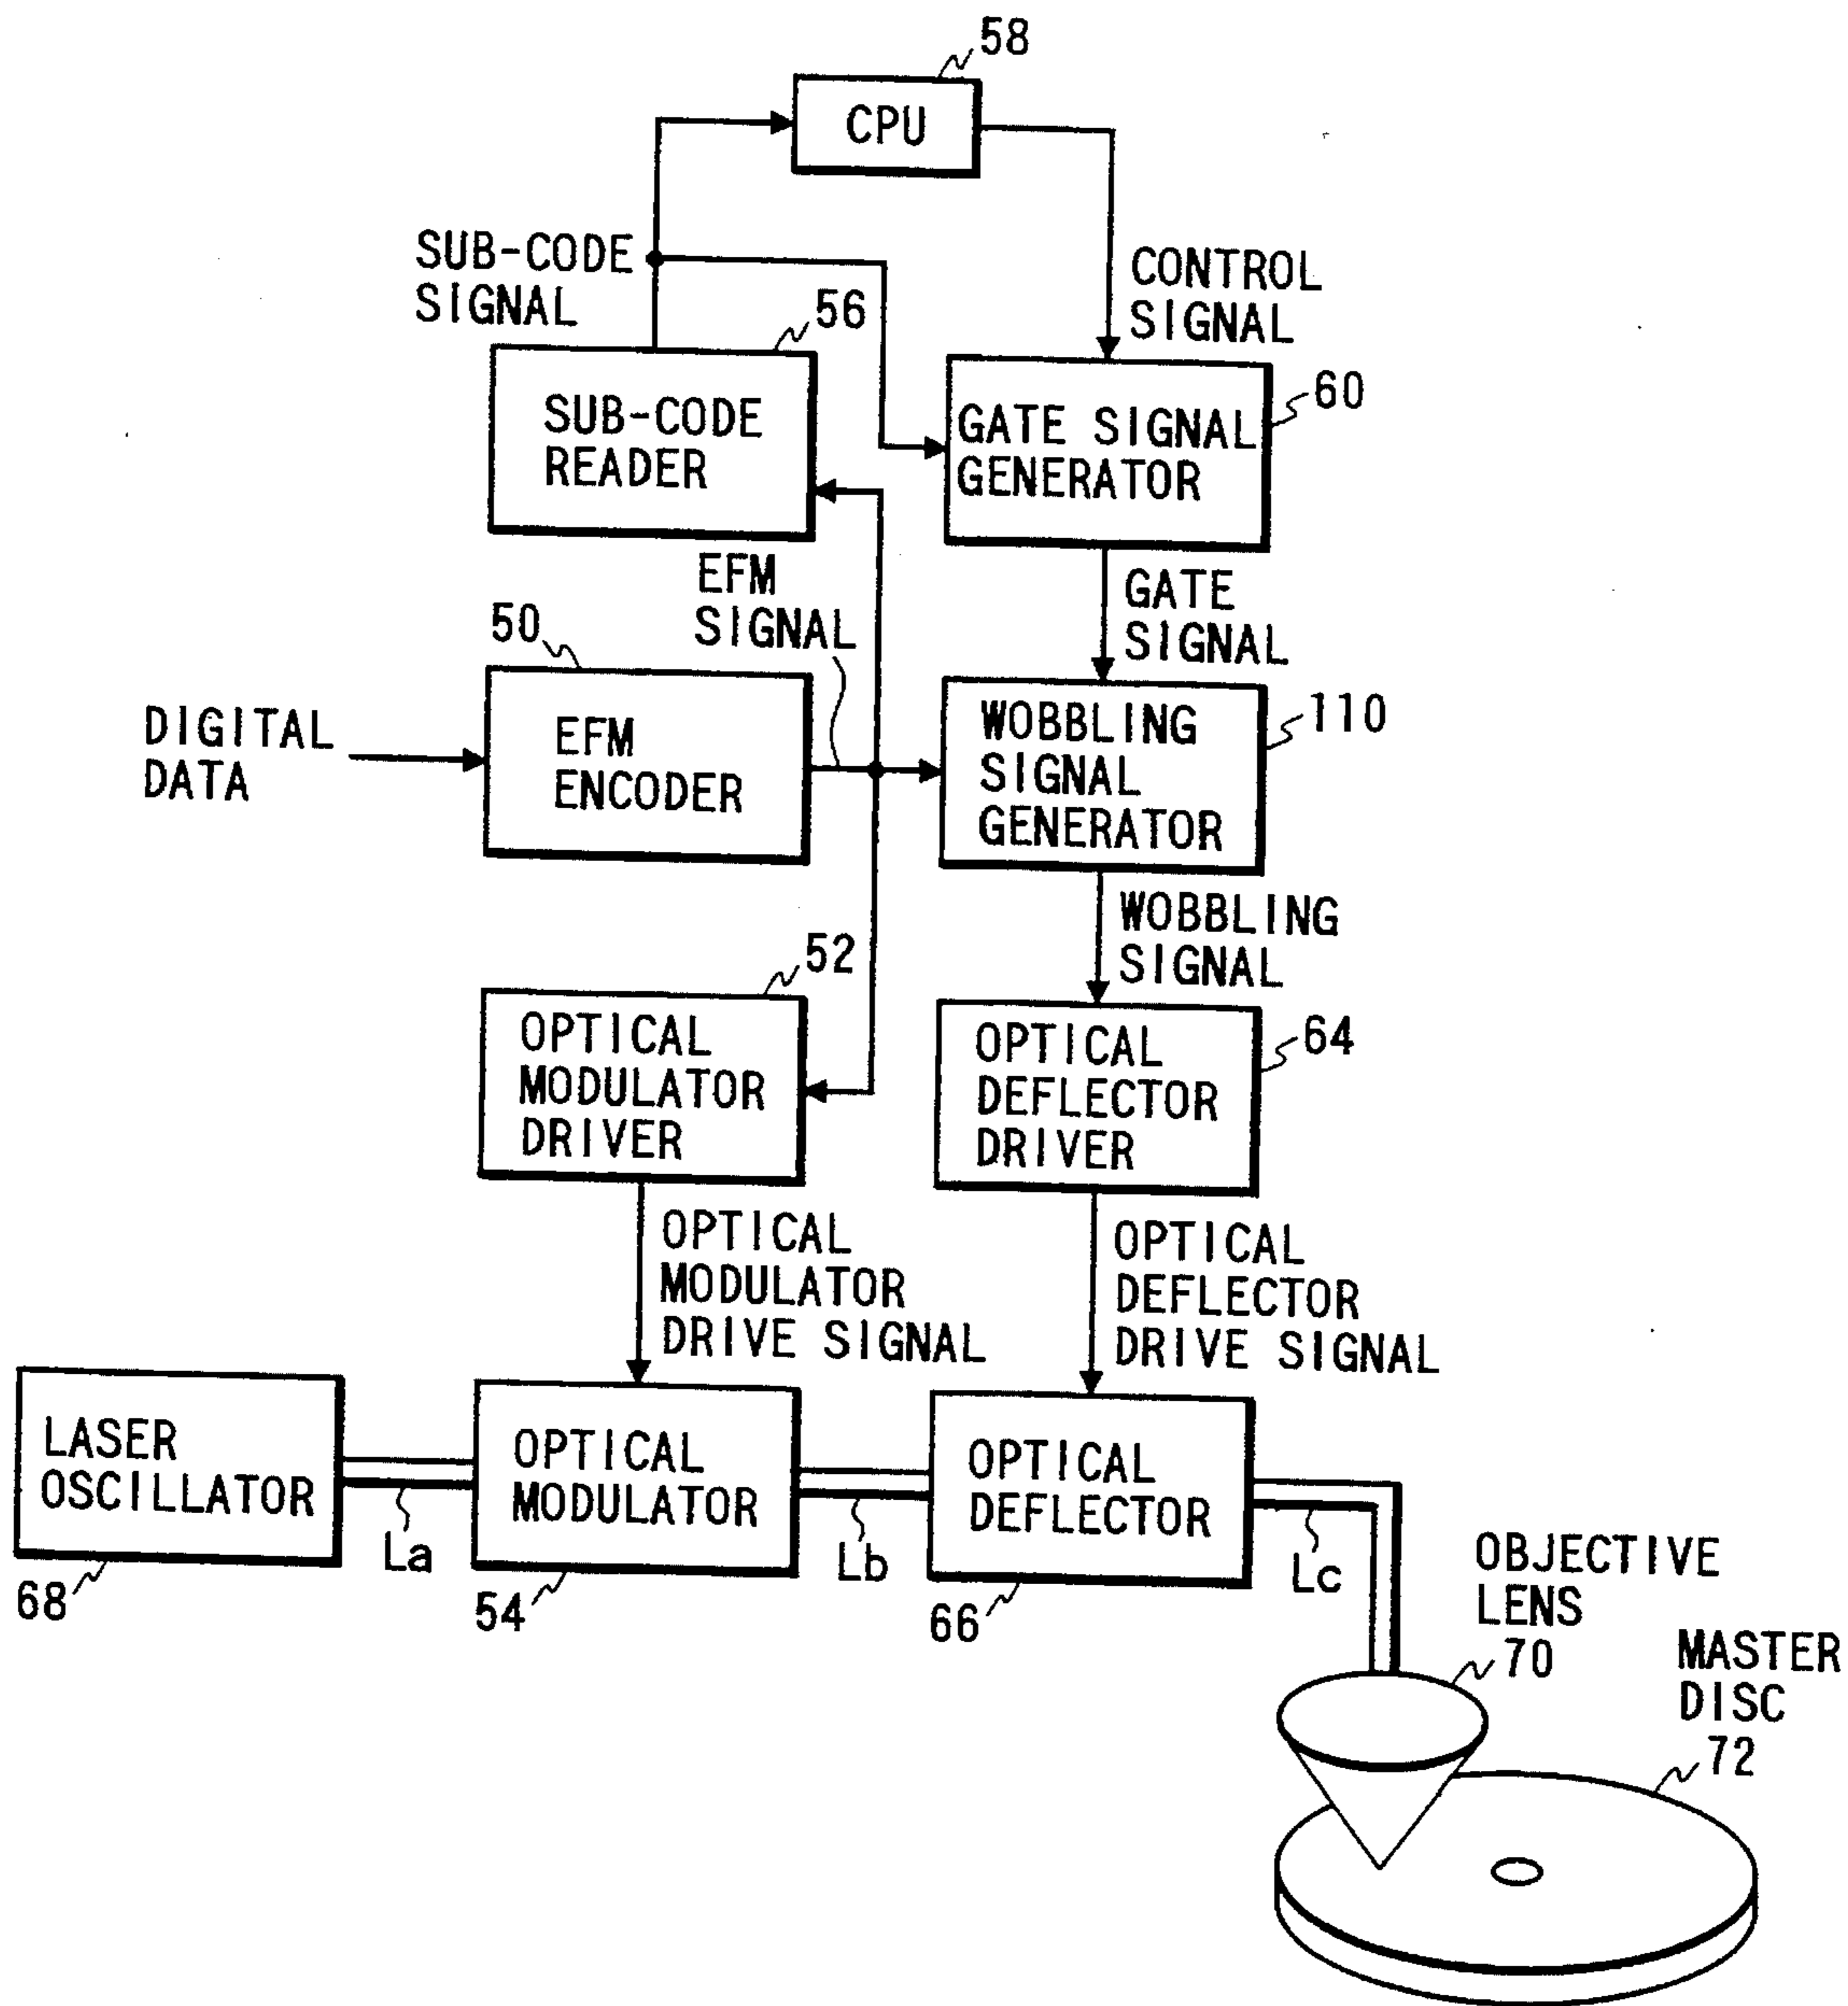 58
CPU
SUB-CODE
SIGNAL
CONTROL
SIGNAL
56
SUB-CODE
READER
60
GATE SIGNAL
GENERATOR
EFM
SIGNAL
GATE
SIGNAL
50
DIGITAL
DATA
EFM
ENCODER
110
WOBBLING
SIGNAL
GENERATOR
WOBBLING
SIGNAL
52
OPTICAL
MODULATOR
DRIVER
64
OPTICAL
DEFLECTOR
DRIVER
OPTICAL
MODULATOR
DRIVE SIGNAL
OPTICAL
DEFLECTOR
DRIVE SIGNAL
LASER
OSCILLATOR
68
La
OPTICAL
MODULATOR
54
Lb
OPTICAL
DEFLECTOR
66
Lc
OBJECTIVE
LENS
70
MASTER
DISC
72